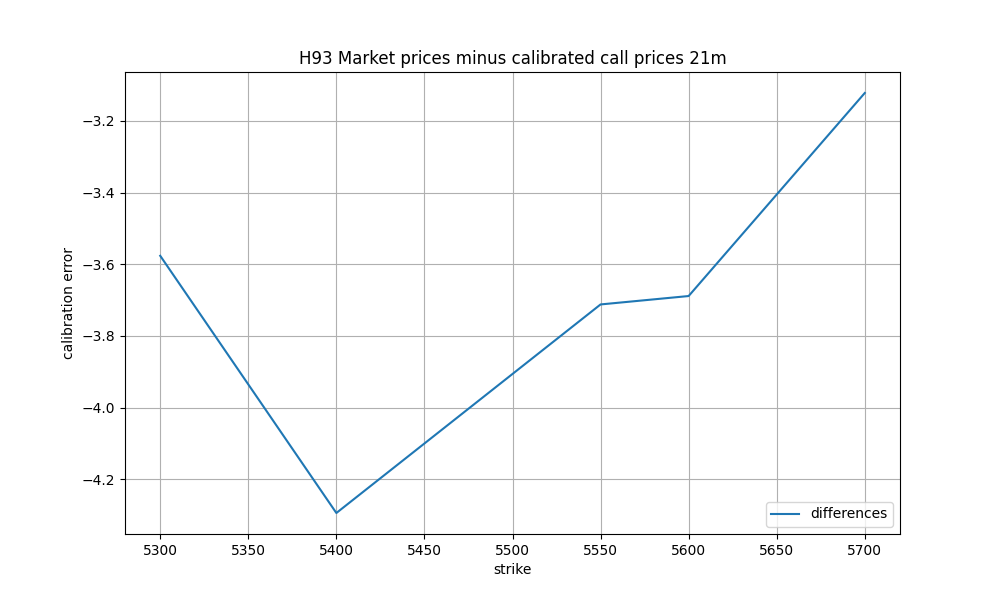 H93 Market prices minus calibrated call prices 21m
calibration error
−3.2
−3.4
−3.6
−3.8
−4.0
−4.2
differences
5300 5350 5400 5450 5500 5550 5600 5650 5700
strike